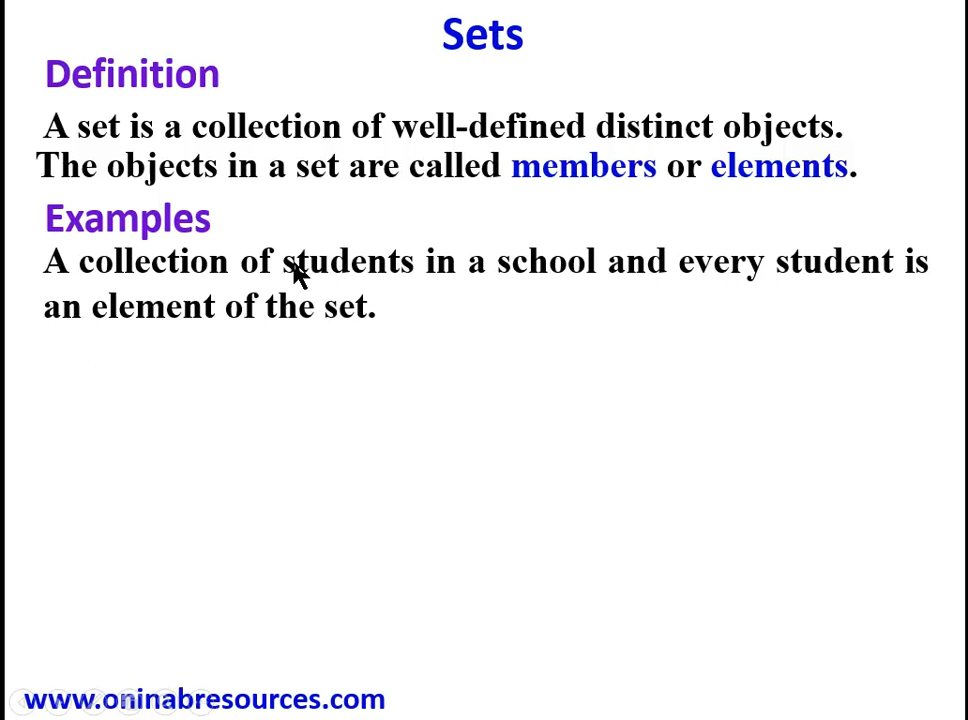 Sets
Definition
A set is a collection of well-defined distinct objects.
The objects in a set are called members or elements.
Examples
A collection of students in a school and every student is
an element of the set.
www.oninabresources.com